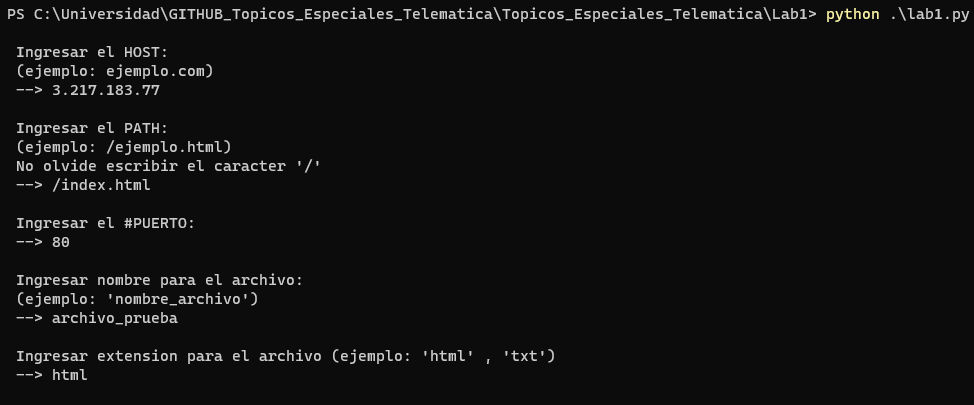 PS C:\Universidad\GITHUB_Topicos_Especiales_Telematica\Topicos_Especiales_Telematica\Lab1> python .\lab1.py
Ingresar el HOST:
(ejemplo: ejemplo.com)
--> 3.217.183.77
Ingresar el PATH:
(ejemplo: /ejemplo.html)
No olvide escribir el caracter '/'
--> /index.html
Ingresar el #PUERTO:
--> 80
Ingresar nombre para el archivo:
(ejemplo: 'nombre_archivo')
--> archivo_prueba
Ingresar extension para el archivo (ejemplo: 'html' , 'txt')
--> html